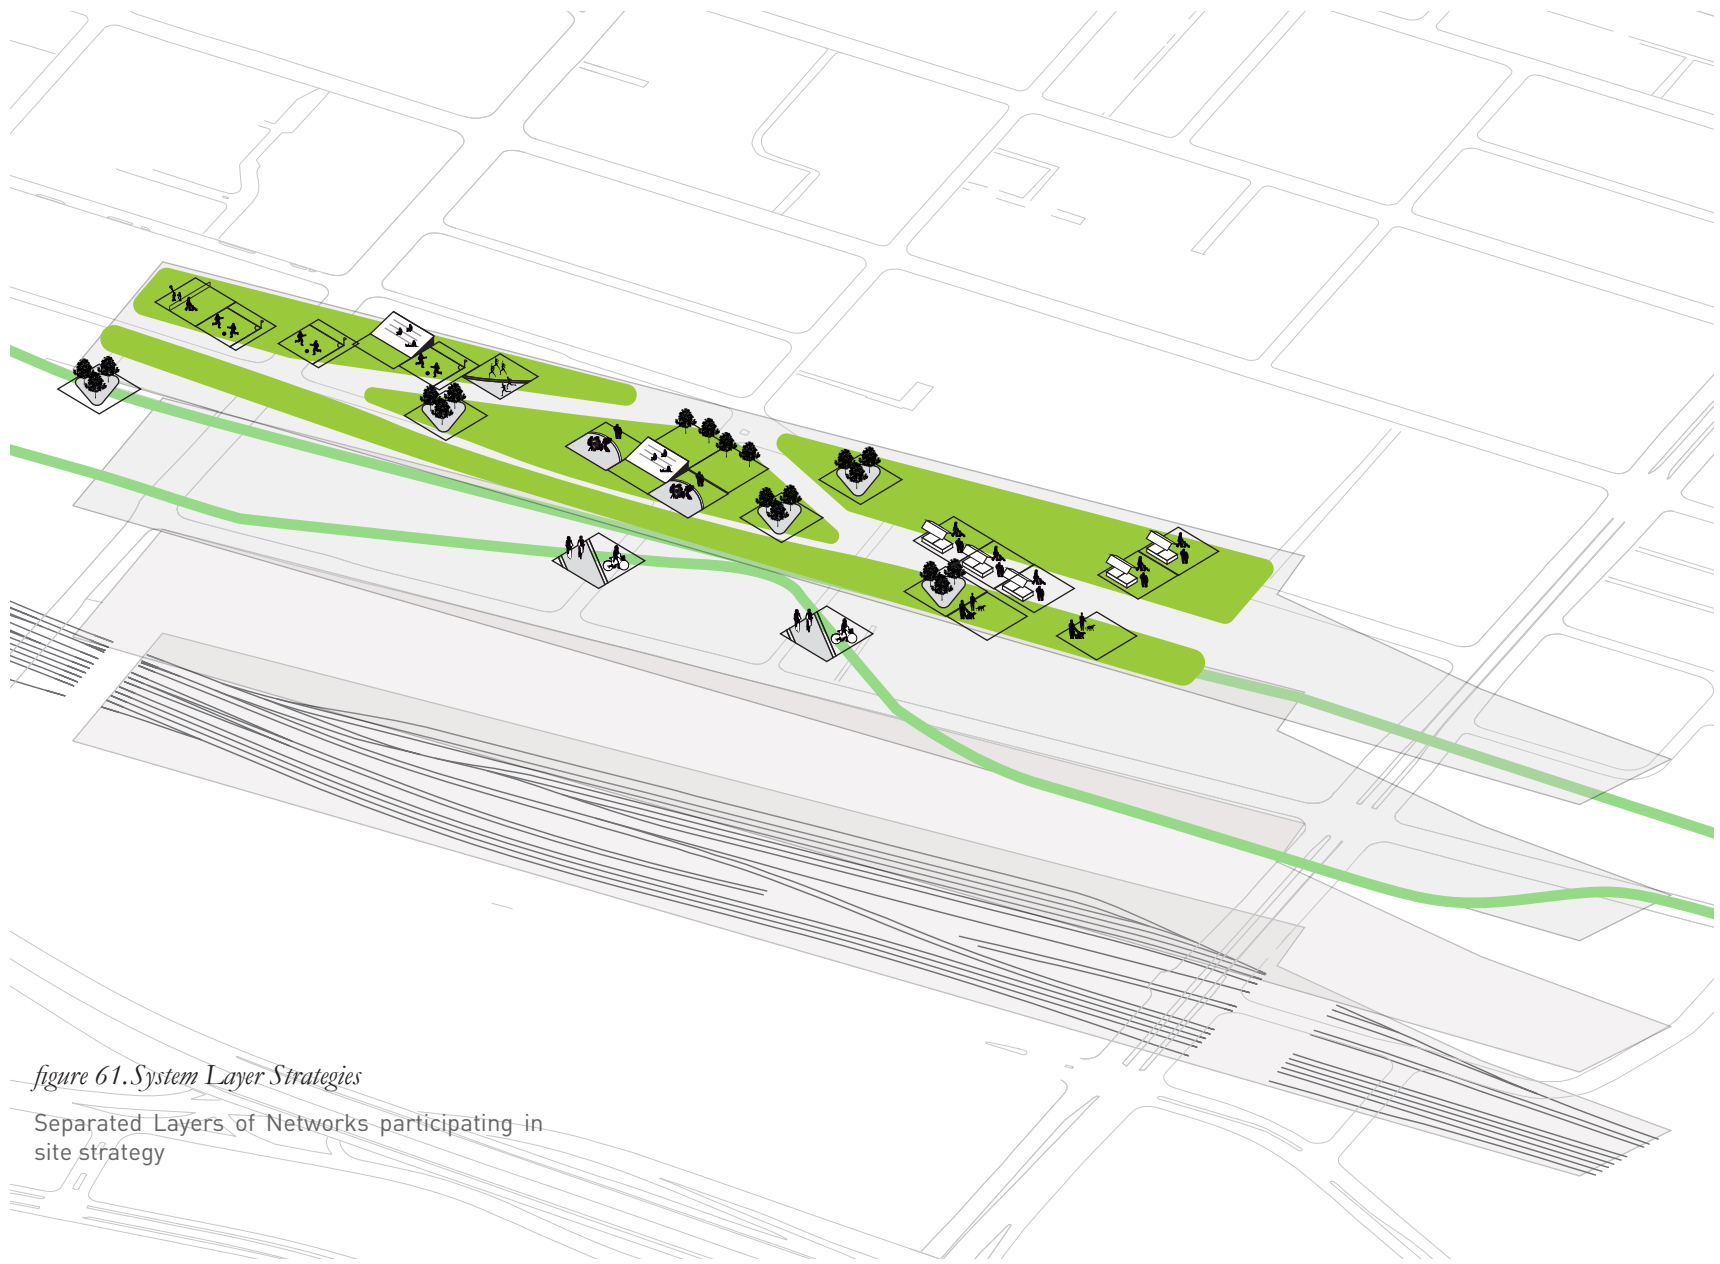 figure 61.System Layer Strategies
Separated Layers of Networks participating in
site strategy